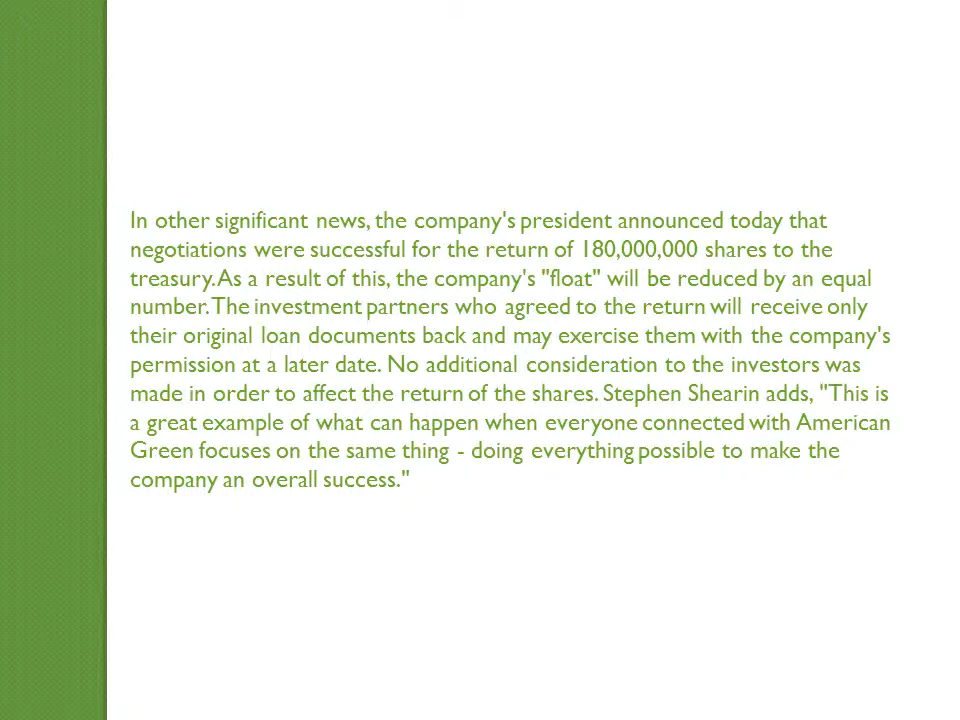 In other significant news, the company's president announced today that
negotiations were successful for the return of 180,000,000 shares to the
treasury. As a result of this, the company's "float" will be reduced by an equal
number. The investment partners who agreed to the return will receive only
their original loan documents back and may exercise them with the company's
permission at a later date. No additional consideration to the investors was
made in order to affect the return of the shares. Stephen Shearin adds, "This is
a great example of what can happen when everyone connected with American
Green focuses on the same thing - doing everything possible to make the
company an overall success."